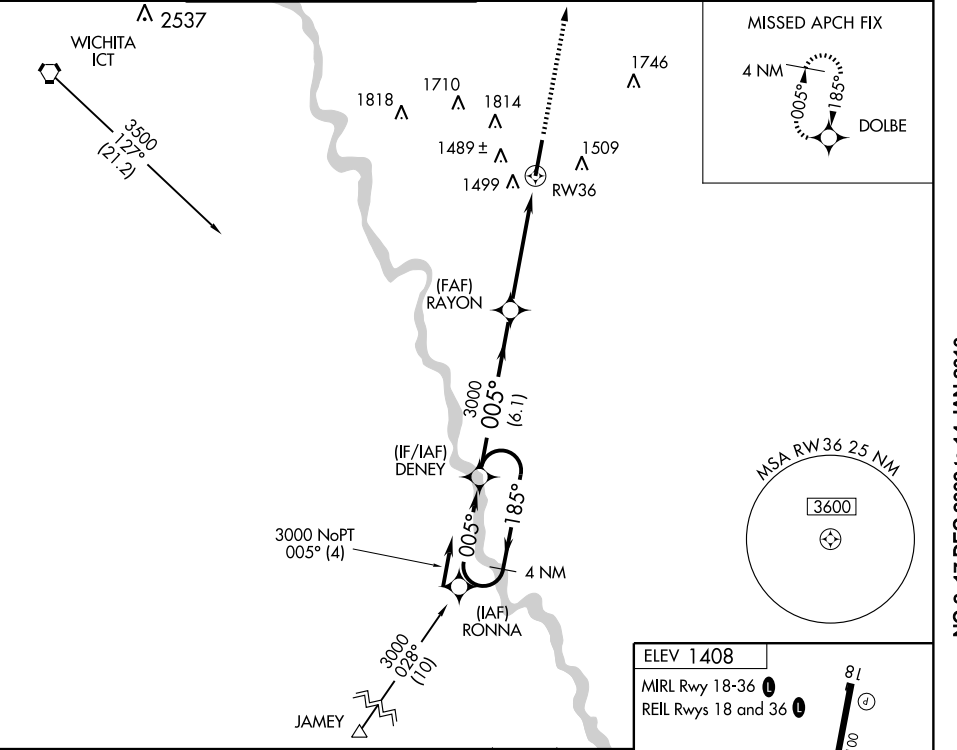 2537
WICHITA
ICT
3500
127°
(21.2)
1818
1710
1814
1489 ±
1499
1509
1746
RW36
MISSED APCH FIX
4 NM
005°
185°
DOLBE
(FAF)
RAYON
3000
005°
(6.1)
(IF/IAF)
DENEY
185°
005°
3000 NoPT
005° (4)
4 NM
(IAF)
RONNA
3000
028°
(10)
JAMEY
MSA RW36 25 NM
3600
ELEV 1408
MIRL Rwy 18-36 L
REIL Rwys 18 and 36 L
18
P